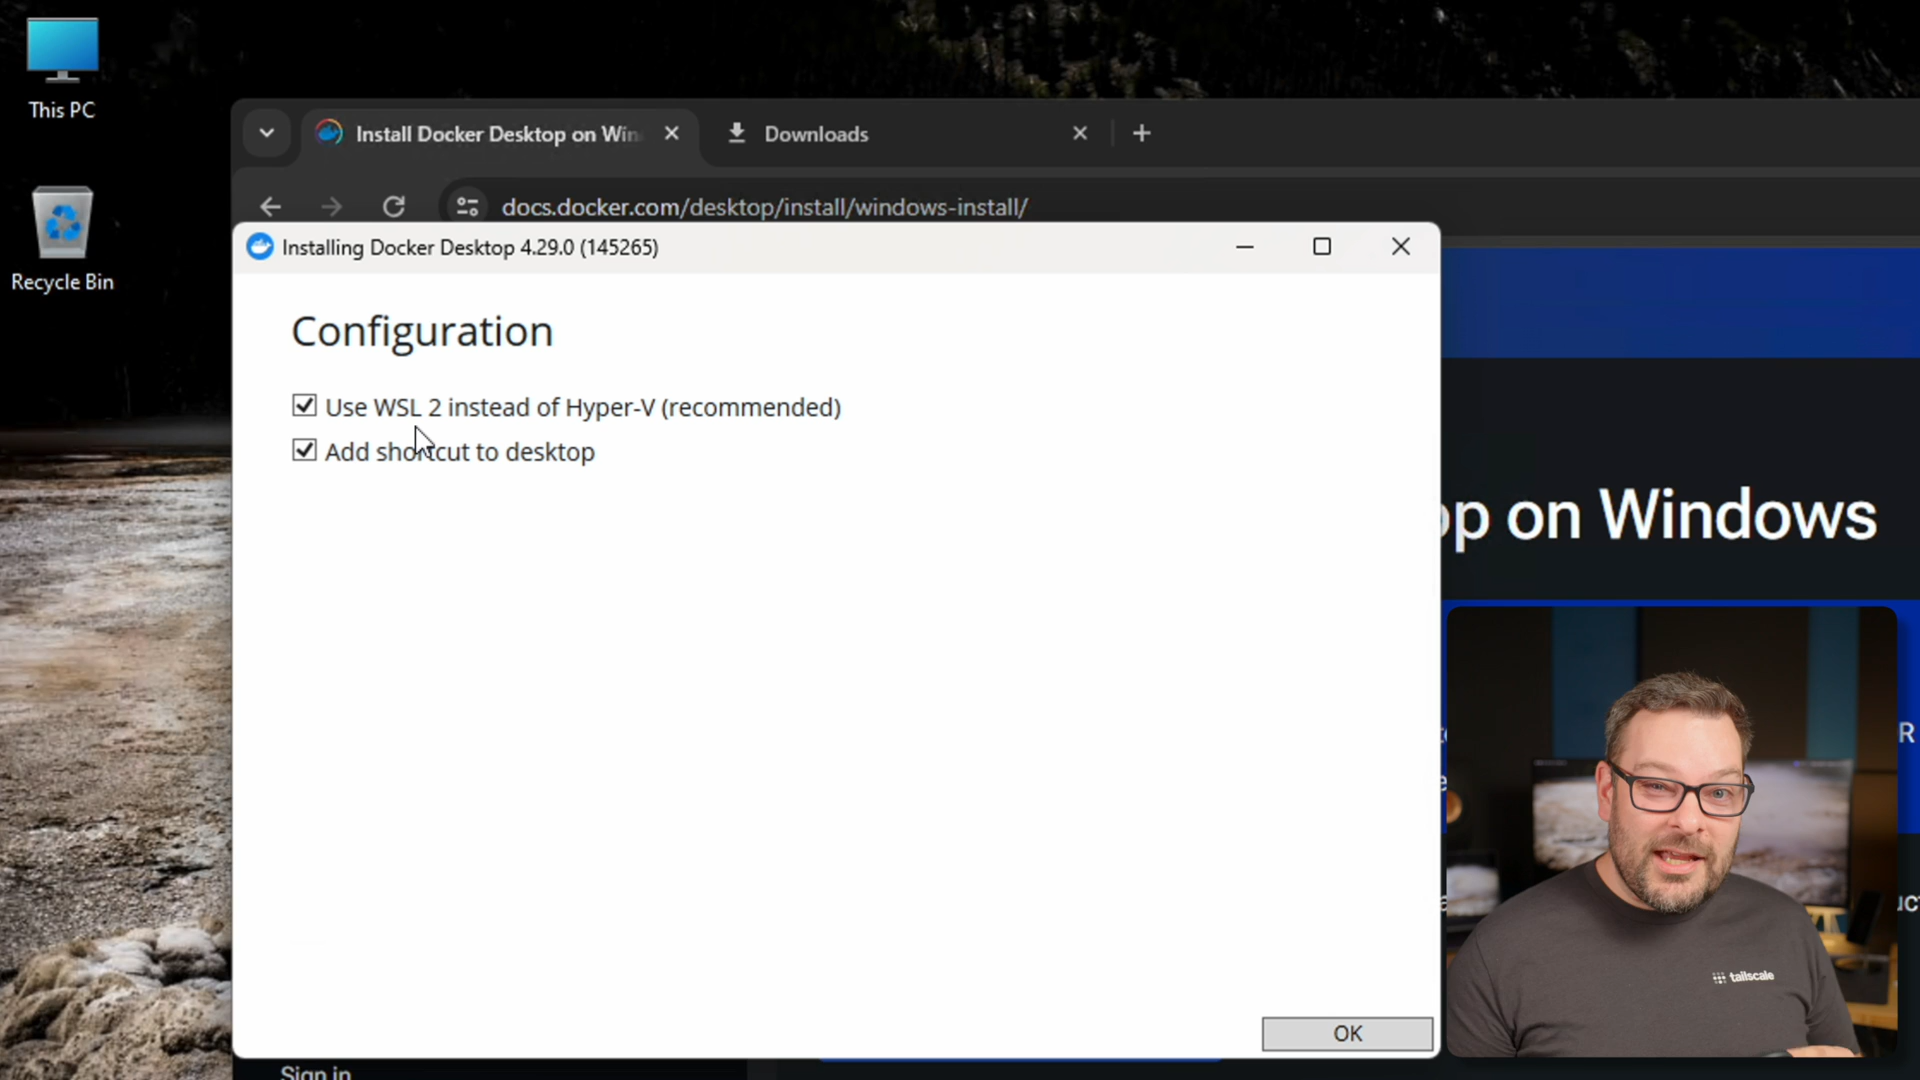 This PC
Recycle Bin
Install Docker Desktop on Win
Downloads
docs.docker.com/desktop/install/windows-install/
Installing Docker Desktop 4.29.0 (145265)
Configuration
Use WSL 2 instead of Hyper-V (recommended)
Add shortcut to desktop
OK
op on Windows
R
tailscale
Sign in